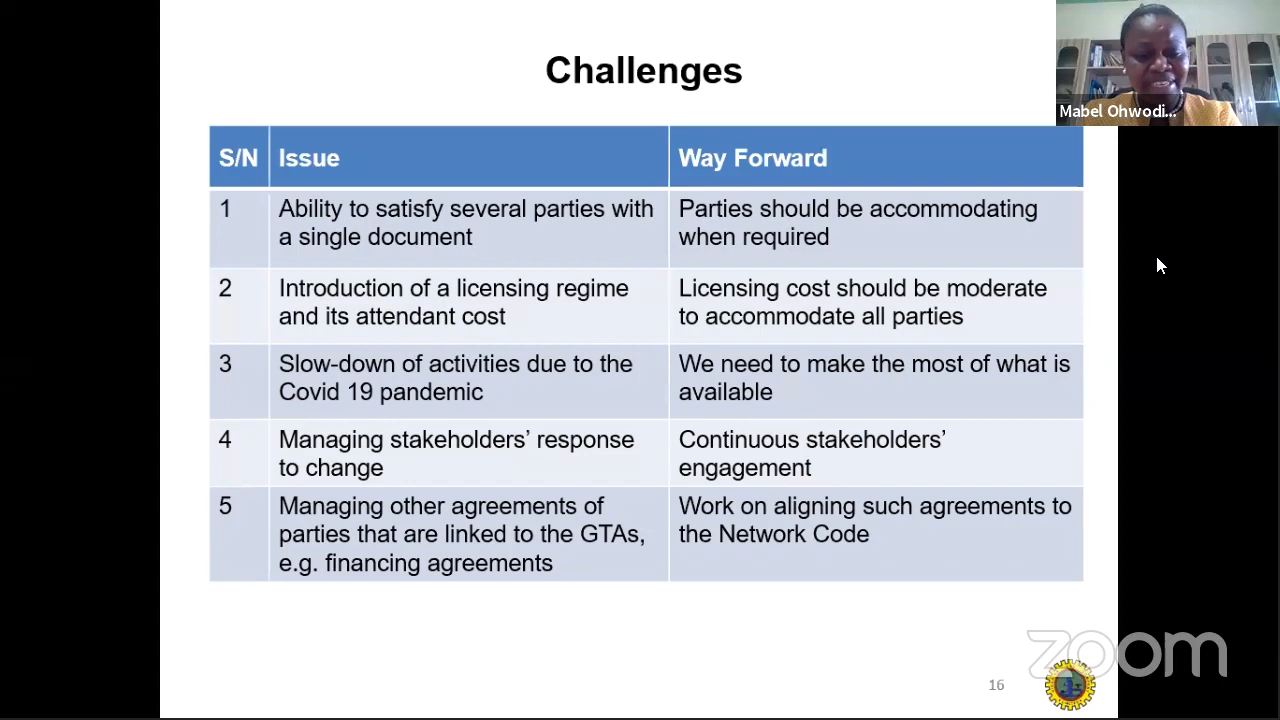 Challenges
Mabel Ohwodi...
S/N Issue Way Forward
1 Ability to satisfy several parties with Parties should be accommodating
a single document when required
2 Introduction of a licensing regime Licensing cost should be moderate
and its attendant cost to accommodate all parties
3 Slow-down of activities due to the We need to make the most of what is
Covid 19 pandemic available
4 Managing stakeholders’ response Continuous stakeholders’
to change engagement
5 Managing other agreements of Work on aligning such agreements to
parties that are linked to the GTAs, the Network Code
e.g. financing agreements
zoom
16